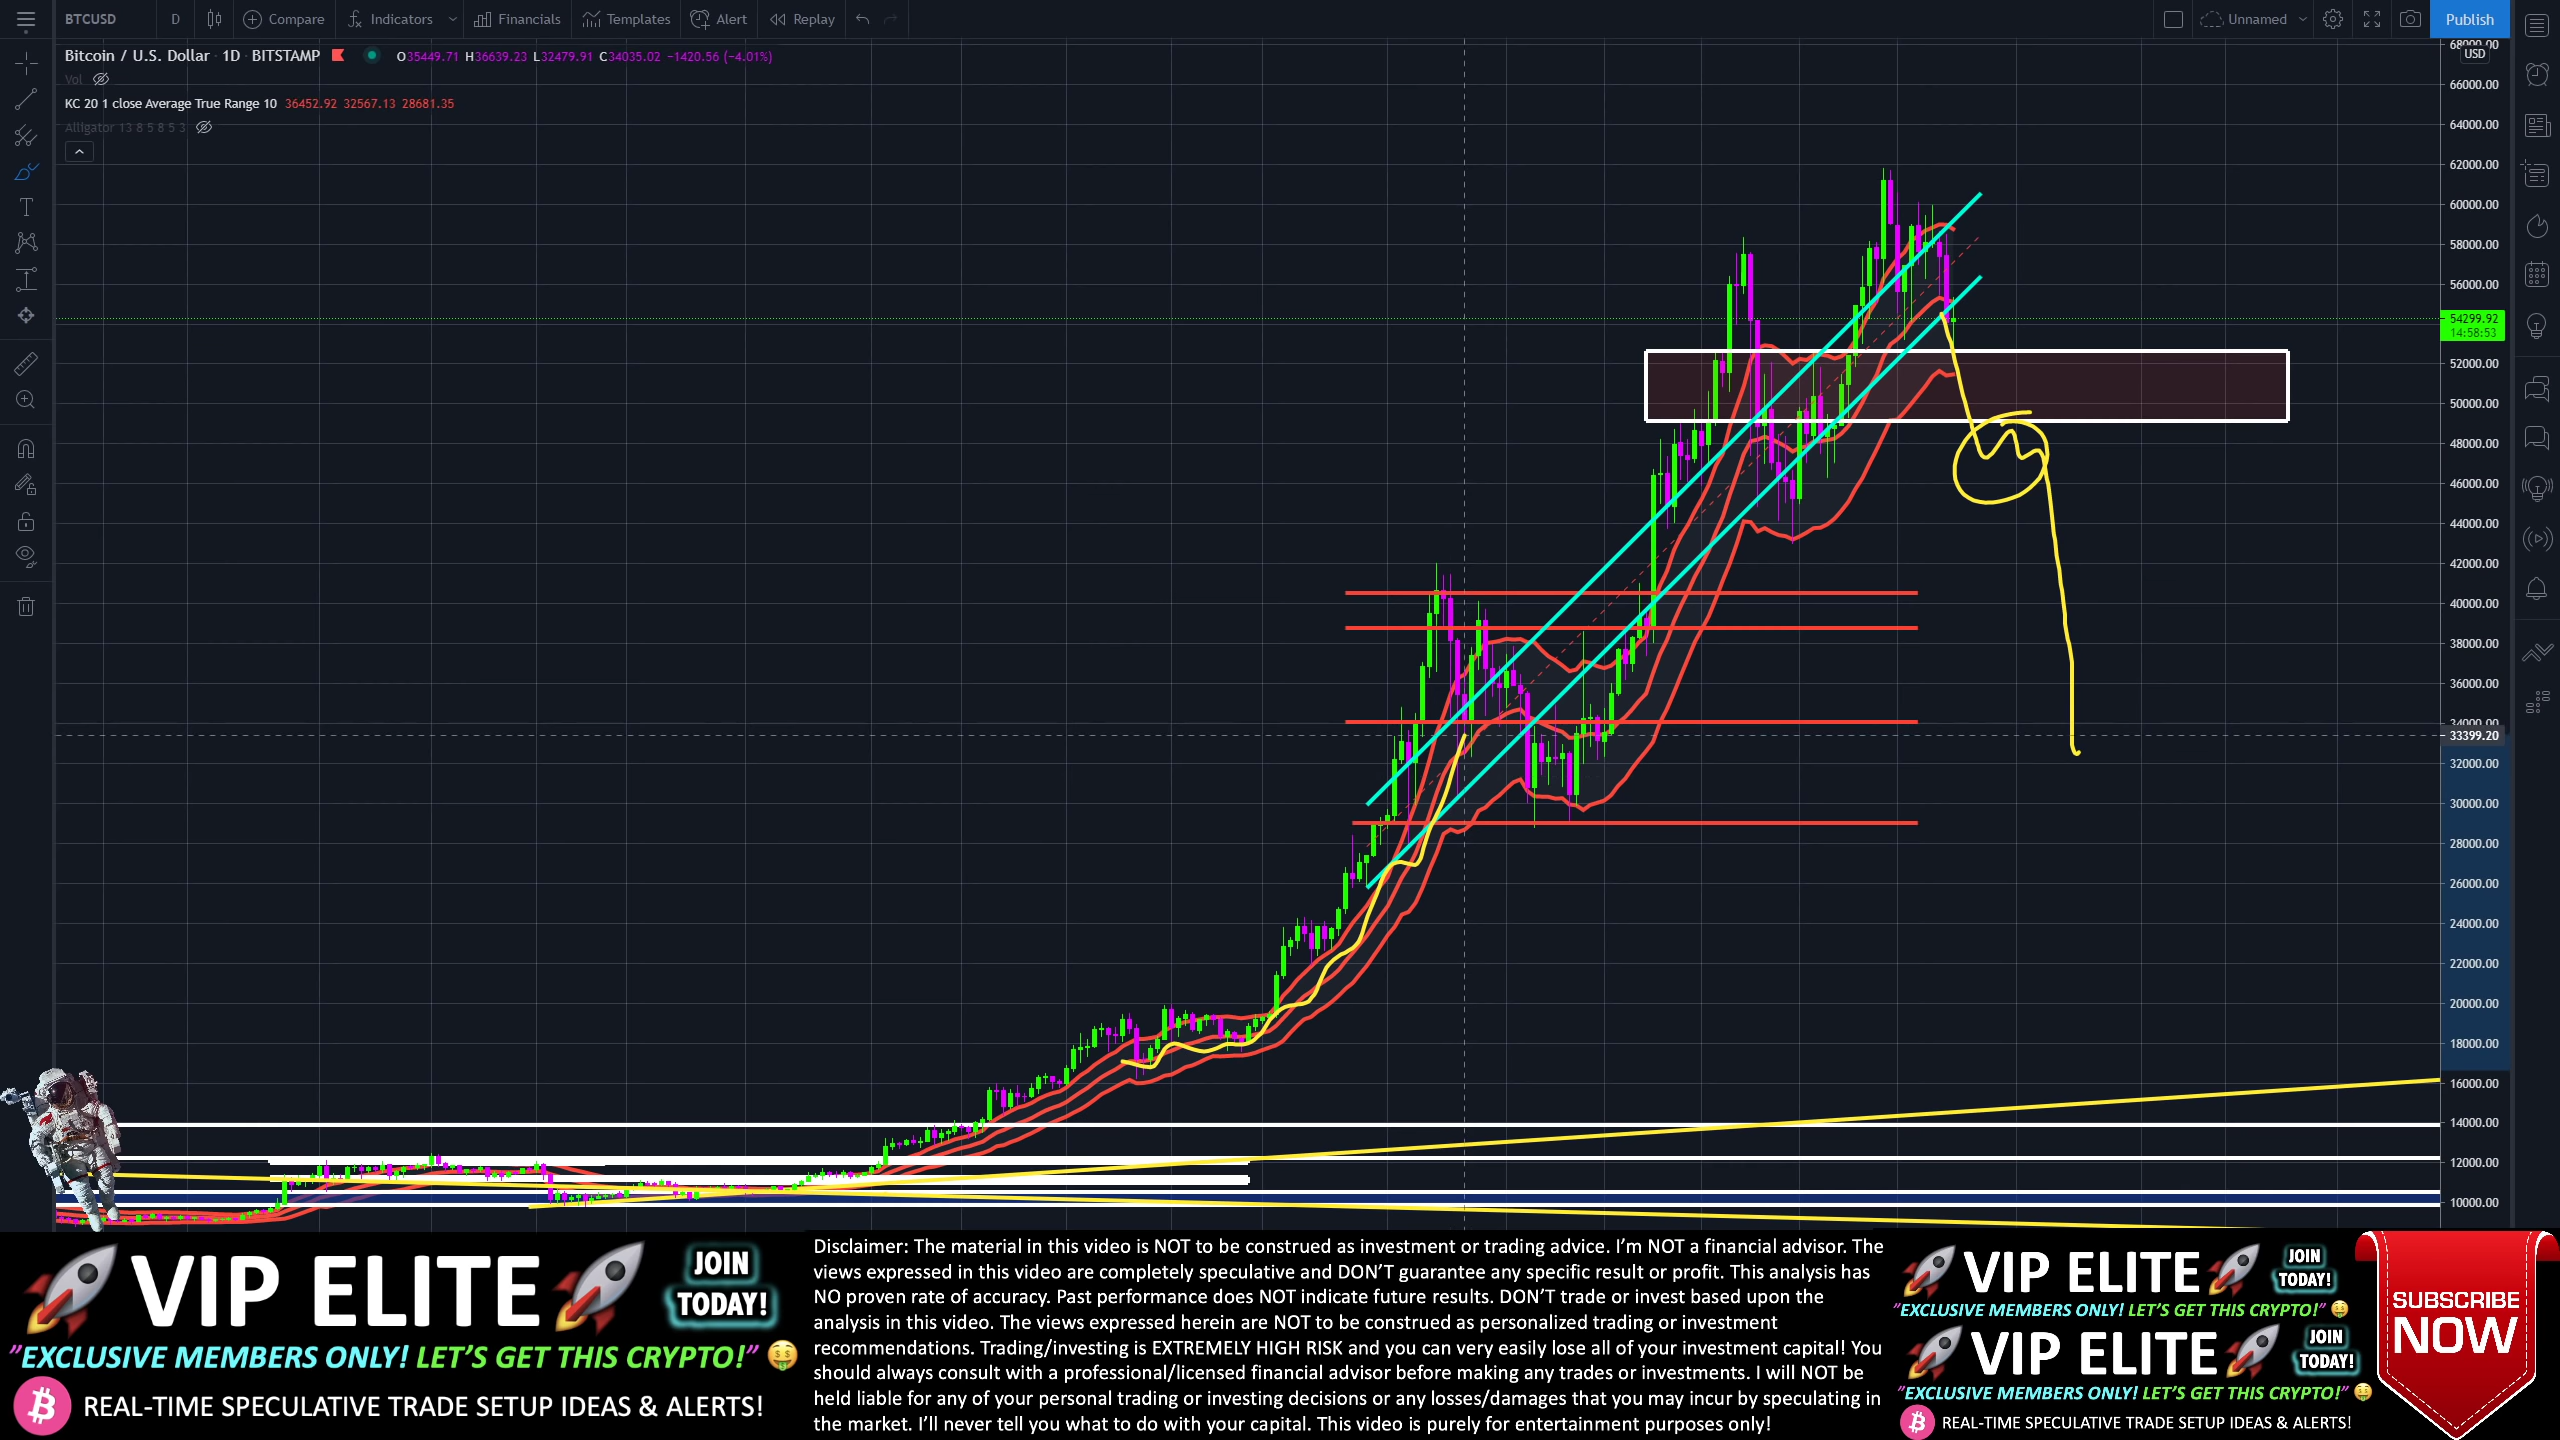 BTCUSD D Compare Indicators Financials Templates Alert Replay Unnamed Publish
Bitcoin / U.S. Dollar · 1D · BITSTAMP O35449.71 H36639.23 L32479.91 C34035.02 −1420.56 (−4.01%)
Vol
KC 20 1 close Average True Range 10 36452.92 32567.13 28681.35
Alligator 13 8 5 8 5 3
USD
66000.00
64000.00
62000.00
60000.00
58000.00
56000.00
54299.92
14:58:53
52000.00
50000.00
48000.00
46000.00
44000.00
42000.00
40000.00
38000.00
36000.00
34000.00
33399.20
32000.00
30000.00
28000.00
26000.00
24000.00
22000.00
20000.00
18000.00
16000.00
14000.00
12000.00
10000.00
VIP ELITE JOIN TODAY!
"EXCLUSIVE MEMBERS ONLY! LET'S GET THIS CRYPTO!"
REAL-TIME SPECULATIVE TRADE SETUP IDEAS & ALERTS!
Disclaimer: The material in this video is NOT to be construed as investment or trading advice. I'm NOT a financial advisor. The
views expressed in this video are completely speculative and DON'T guarantee any specific result or profit. This analysis has
NO proven rate of accuracy. Past performance does NOT indicate future results. DON'T trade or invest based upon the
analysis in this video. The views expressed herein are NOT to be construed as personalized trading or investment
recommendations. Trading/investing is EXTREMELY HIGH RISK and you can very easily lose all of your investment capital! You
should always consult with a professional/licensed financial advisor before making any trades or investments. I will NOT be
held liable for any of your personal trading or investing decisions or any losses/damages that you may incur by speculating in
the market. I'll never tell you what to do with your capital. This video is purely for entertainment purposes only!
VIP ELITE JOIN TODAY!
"EXCLUSIVE MEMBERS ONLY! LET'S GET THIS CRYPTO!"
VIP ELITE JOIN TODAY!
"EXCLUSIVE MEMBERS ONLY! LET'S GET THIS CRYPTO!"
REAL-TIME SPECULATIVE TRADE SETUP IDEAS & ALERTS!
SUBSCRIBE
NOW